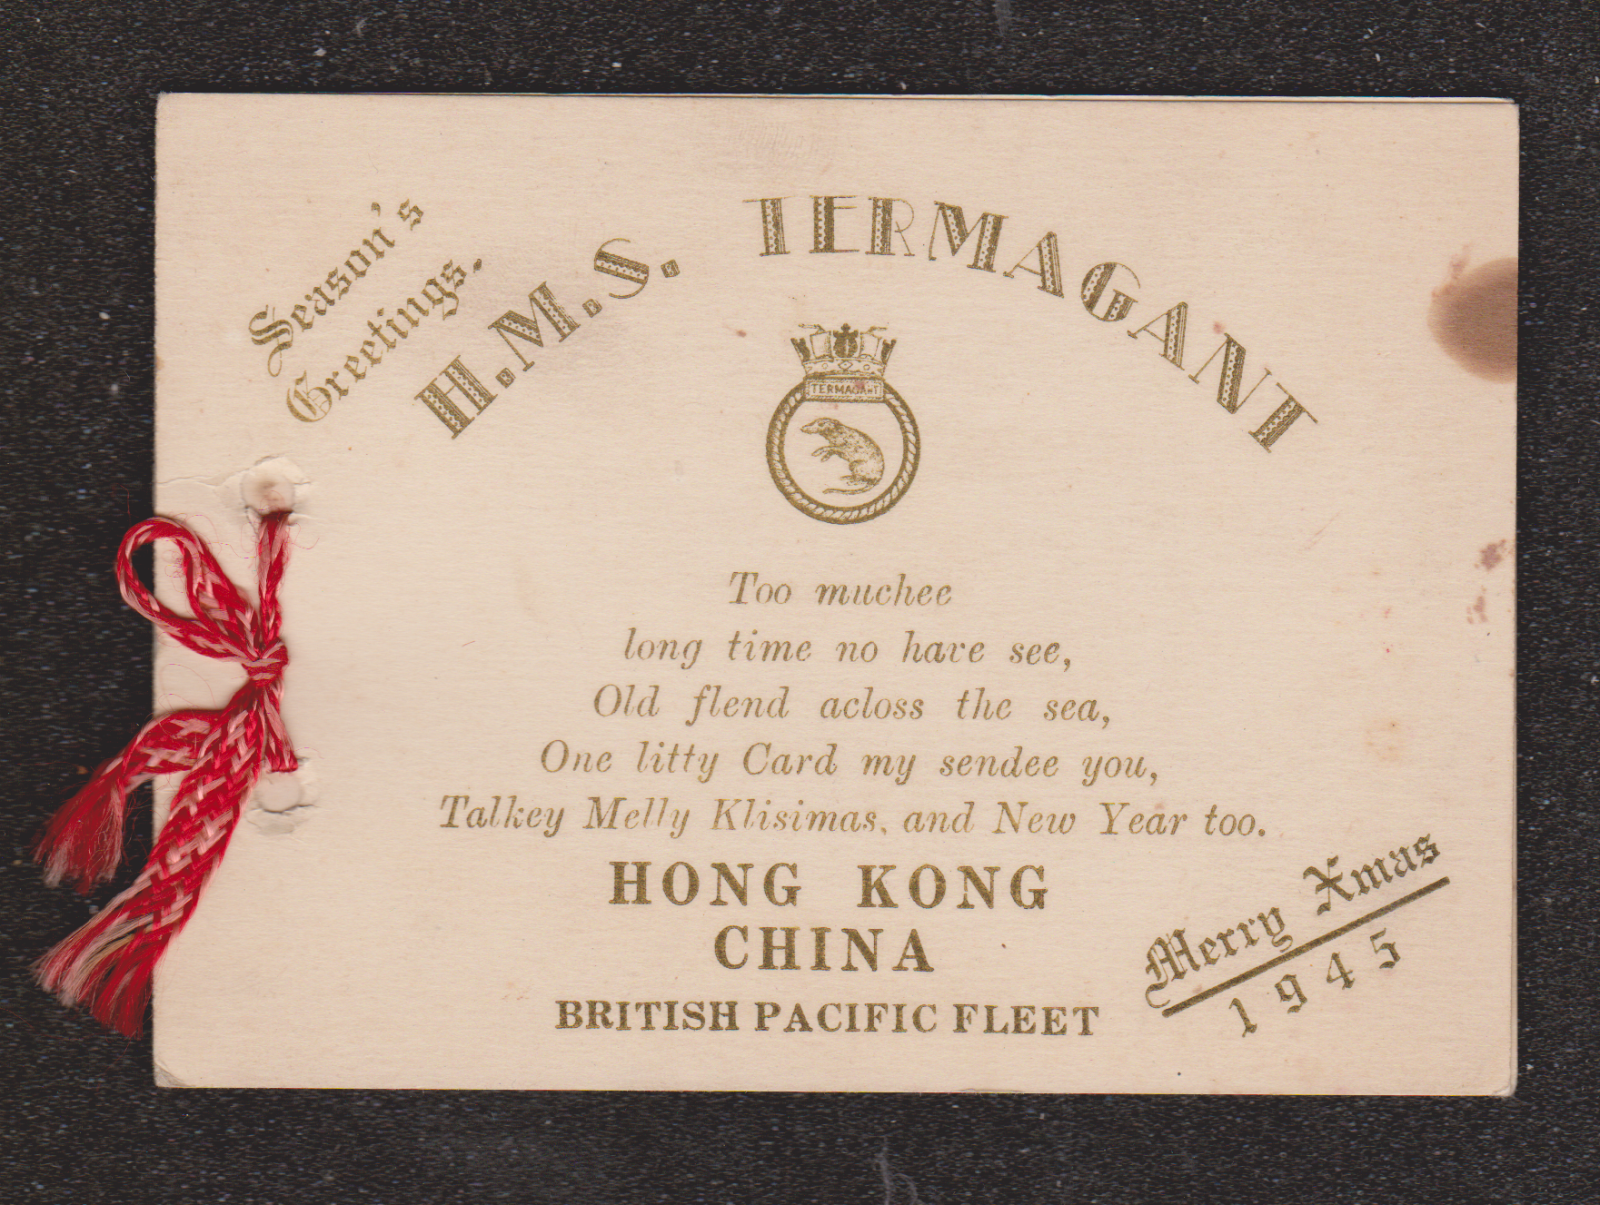 Season's
Greetings.
H.M.S. TERMAGANT
TERMAGANT
Too muchee
long time no have see,
Old flend acloss the sea,
One litty Card my sendee you,
Talkey Melly Klisimas, and New Year too.
HONG KONG
CHINA
BRITISH PACIFIC FLEET
Merry Xmas
1945